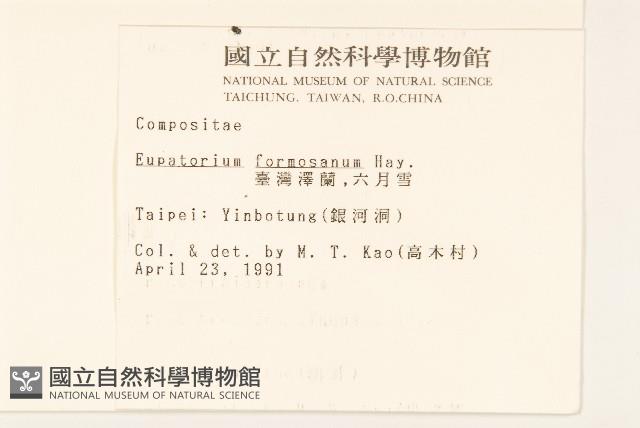 國立自然科學博物館
NATIONAL MUSEUM OF NATURAL SCIENCE
TAICHUNG, TAIWAN, R.O.CHINA
Compositae
Eupatorium formosanum Hay.
臺灣澤蘭,六月雪
Taipei: Yinbotung(銀河洞)
Col. & det. by M. T. Kao(高木村)
April 23, 1991
國立自然科學博物館
NATIONAL MUSEUM OF NATURAL SCIENCE